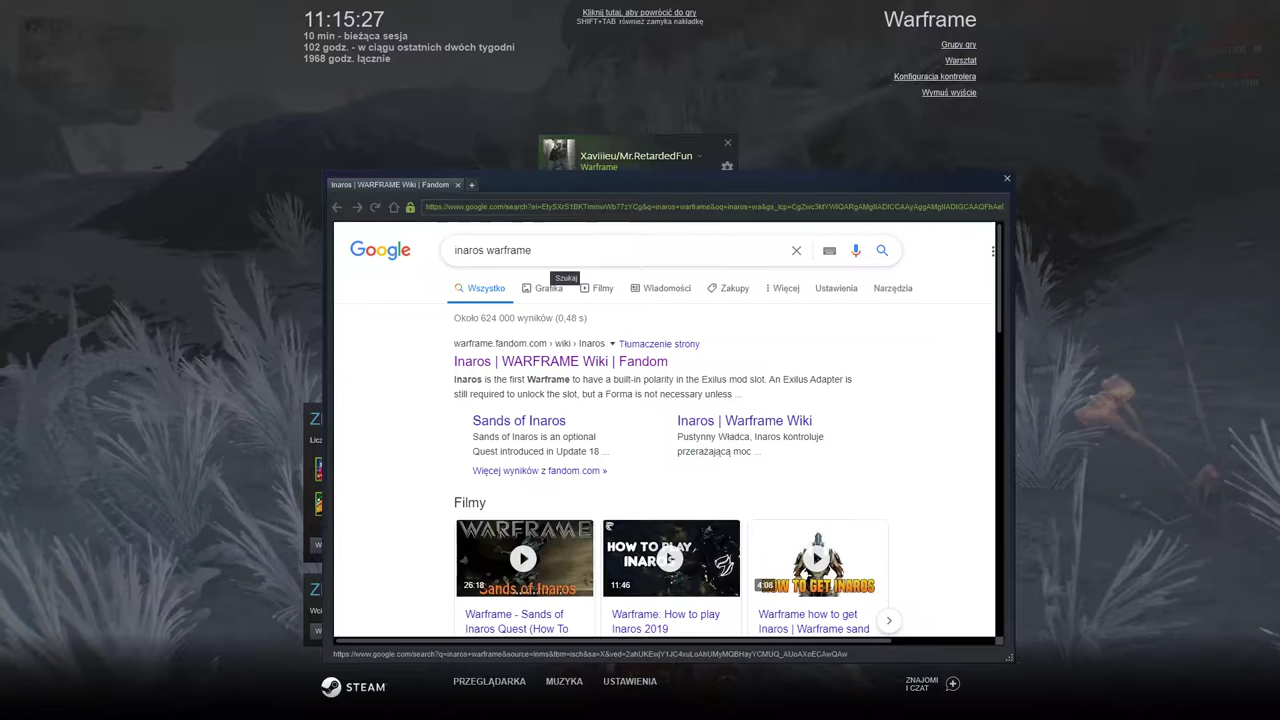 11:15:27
10 min - bieżąca sesja
102 godz. - w ciągu ostatnich dwóch tygodni
1968 godz. łącznie
Kliknij tutaj, aby powrócić do gry
SHIFT+TAB również zamyka nakładkę
Warframe
Grupy gry
Warsztat
Konfiguracja kontrolera
Wymuś wyjście
Xaviiieu/Mr.RetardedFun
Warframe
Inaros | WARFRAME Wiki | Fandom
Google
inaros warframe
Szukaj
Wszystko
Grafika
Filmy
Wiadomości
Zakupy
Więcej
Ustawienia
Narzędzia
Około 624 000 wyników (0,48 s)
warframe.fandom.com › wiki › Inaros
Tłumaczenie strony
Inaros | WARFRAME Wiki | Fandom
Inaros is the first Warframe to have a built-in polarity in the Exilus mod slot. An Exilus Adapter is
still required to unlock the slot, but a Forma is not necessary unless ...
Sands of Inaros
Sands of Inaros is an optional
Quest introduced in Update 18 ...
Inaros | Warframe Wiki
Pustynny Władca, Inaros kontroluje
przerażającą moc ...
Więcej wyników z fandom.com »
Filmy
WARFRAME
Sands of Inaros
26:18
HOW TO PLAY
INAROS
11:46
HOW TO GET INAROS
4:08
Warframe - Sands of
Inaros Quest (How To
Warframe: How to play
Inaros 2019
Warframe how to get
Inaros | Warframe sand
STEAM
PRZEGLĄDARKA
MUZYKA
USTAWIENIA
ZNAJOMI
I CZAT